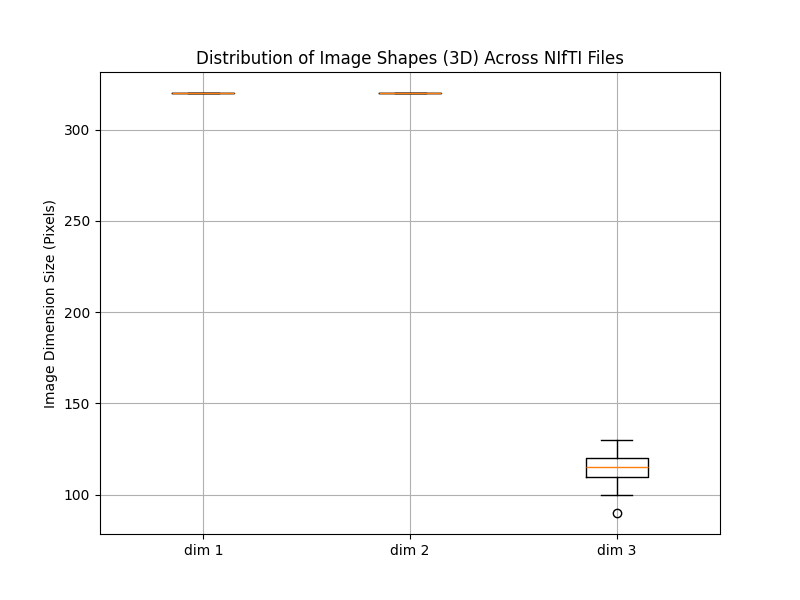 Distribution of Image Shapes (3D) Across NIfTI Files
Image Dimension Size (Pixels)
300
250
200
150
100
dim 1
dim 2
dim 3